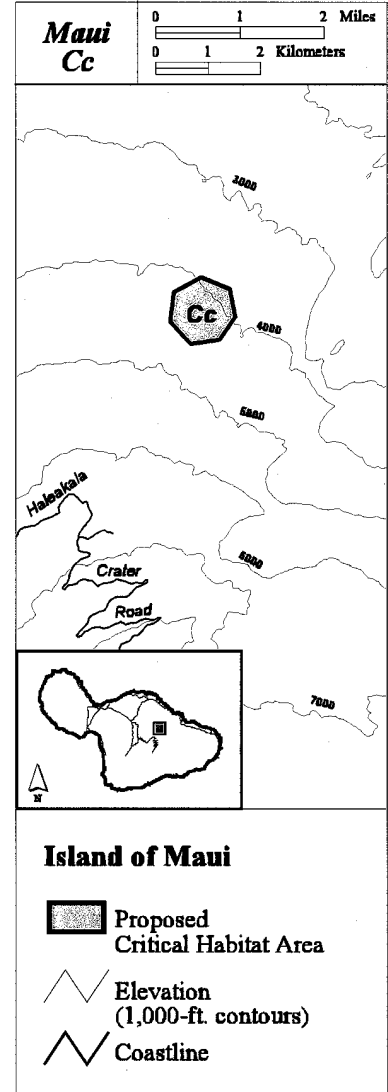 Maui
Cc
0 1 2 Miles
0 1 2 Kilometers
3000
Cc
4000
5000
Haleakala
Crater
Road
6000
7000
N
Island of Maui
Proposed
Critical Habitat Area
Elevation
(1,000-ft. contours)
Coastline